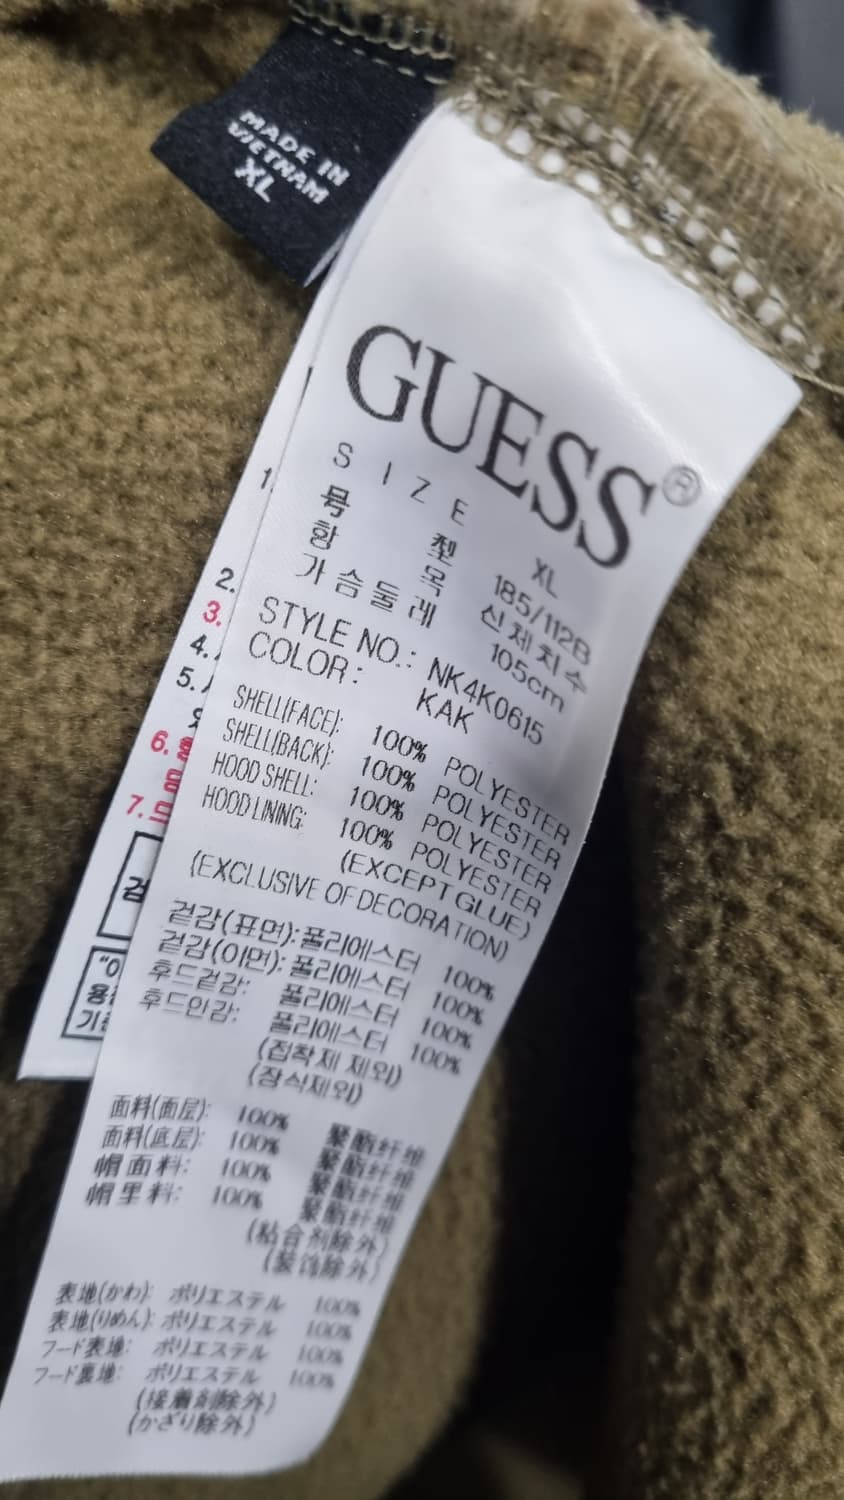 MADE IN
VIETNAM
XL
GUESS®
SIZE XL
품 형 185/112B
항 목 신체치수
가슴둘레 105cm
STYLE NO.: NK4K0615
COLOR: KAK
SHELL(FACE): 100% POLYESTER
SHELL(BACK): 100% POLYESTER
HOOD SHELL: 100% POLYESTER
HOOD LINING: 100% POLYESTER
(EXCEPT GLUE)
(EXCLUSIVE OF DECORATION)
겉감(표면): 폴리에스터 100%
겉감(이면): 폴리에스터 100%
후드겉감: 폴리에스터 100%
후드안감: 폴리에스터 100%
(접착제 제외)
(장식제외)
面料(面层): 100% 聚酯纤维
面料(底层): 100% 聚酯纤维
帽面料: 100% 聚酯纤维
帽里料: 100% 聚酯纤维
(粘合剂除外)
(装饰除外)
表地(かわ): ポリエステル 100%
表地(りめん): ポリエステル 100%
フード表地: ポリエステル 100%
フード裏地: ポリエステル 100%
(接着剤除外)
(かざり除外)
1.
2.
3.
4.
5.
6.
7.